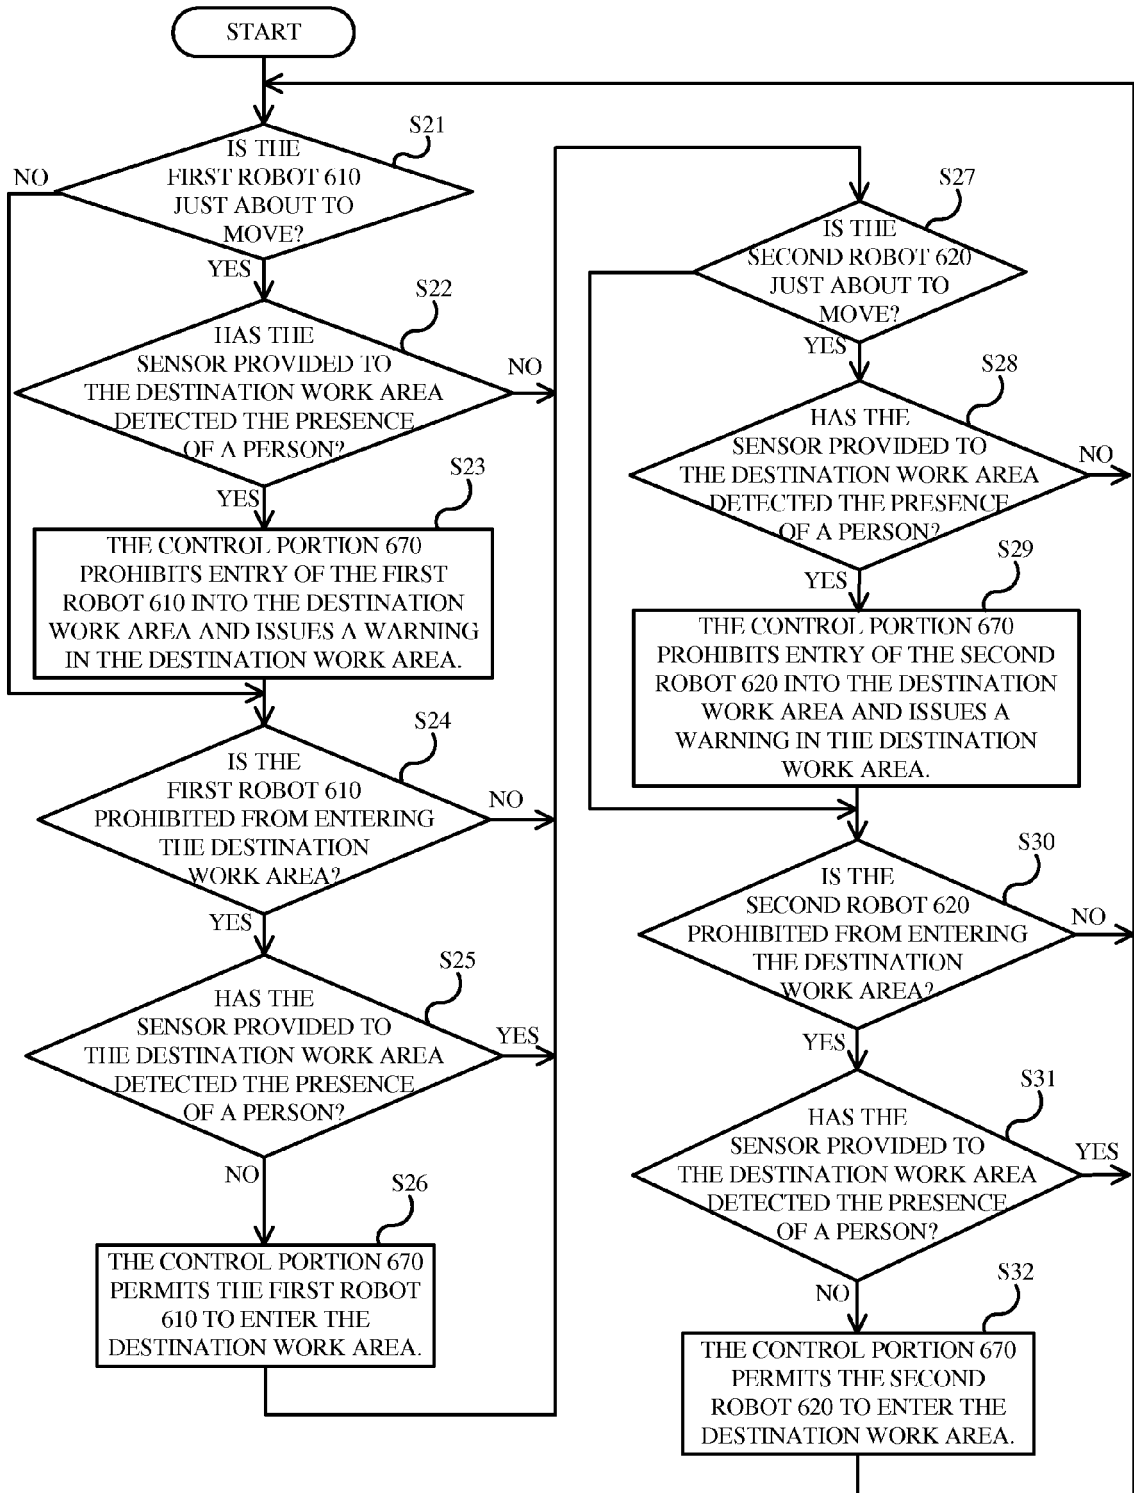 START
S21
IS THE
FIRST ROBOT 610
JUST ABOUT TO
MOVE?
NO
YES
S22
HAS THE
SENSOR PROVIDED TO
THE DESTINATION WORK AREA
DETECTED THE PRESENCE
OF A PERSON?
NO
YES
S23
THE CONTROL PORTION 670
PROHIBITS ENTRY OF THE FIRST
ROBOT 610 INTO THE DESTINATION
WORK AREA AND ISSUES A WARNING
IN THE DESTINATION WORK AREA.
S24
IS THE
FIRST ROBOT 610
PROHIBITED FROM ENTERING
THE DESTINATION
WORK AREA?
NO
YES
S25
HAS THE
SENSOR PROVIDED TO
THE DESTINATION WORK AREA
DETECTED THE PRESENCE
OF A PERSON?
YES
NO
S26
THE CONTROL PORTION 670
PERMITS THE FIRST ROBOT
610 TO ENTER THE
DESTINATION WORK AREA.
S27
IS THE
SECOND ROBOT 620
JUST ABOUT TO
MOVE?
YES
S28
HAS THE
SENSOR PROVIDED TO
THE DESTINATION WORK AREA
DETECTED THE PRESENCE
OF A PERSON?
NO
YES
S29
THE CONTROL PORTION 670
PROHIBITS ENTRY OF THE SECOND
ROBOT 620 INTO THE DESTINATION
WORK AREA AND ISSUES A
WARNING IN THE DESTINATION
WORK AREA.
S30
IS THE
SECOND ROBOT 620
PROHIBITED FROM ENTERING
THE DESTINATION
WORK AREA?
NO
YES
S31
HAS THE
SENSOR PROVIDED TO
THE DESTINATION WORK AREA
DETECTED THE PRESENCE
OF A PERSON?
YES
NO
S32
THE CONTROL PORTION 670
PERMITS THE SECOND
ROBOT 620 TO ENTER THE
DESTINATION WORK AREA.